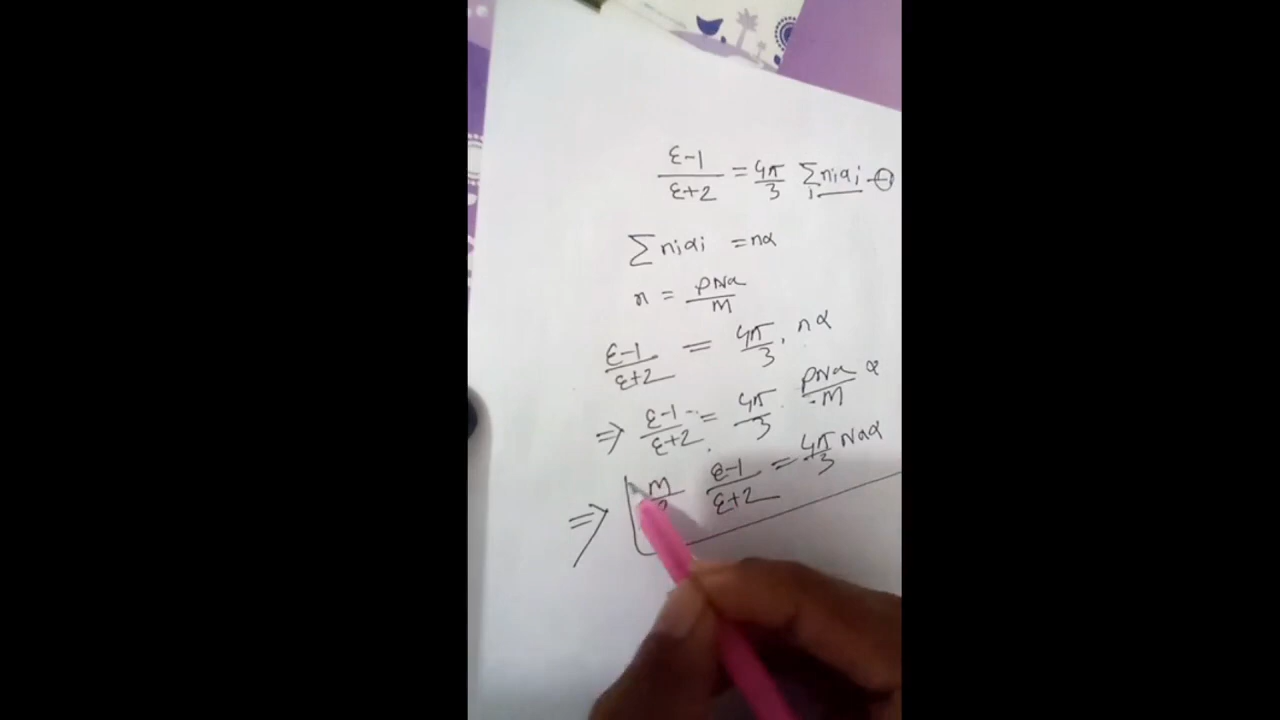 ε-1/ε+2 = 4π/3 Σi niαi -①
Σ niαi = nα
n = ρNa/M
ε-1/ε+2 = 4π/3 . nα
⇒ ε-1/ε+2 = 4π/3 . ρNa/M α
⇒ M/ ε-1/ε+2 = 4π/3 Naα